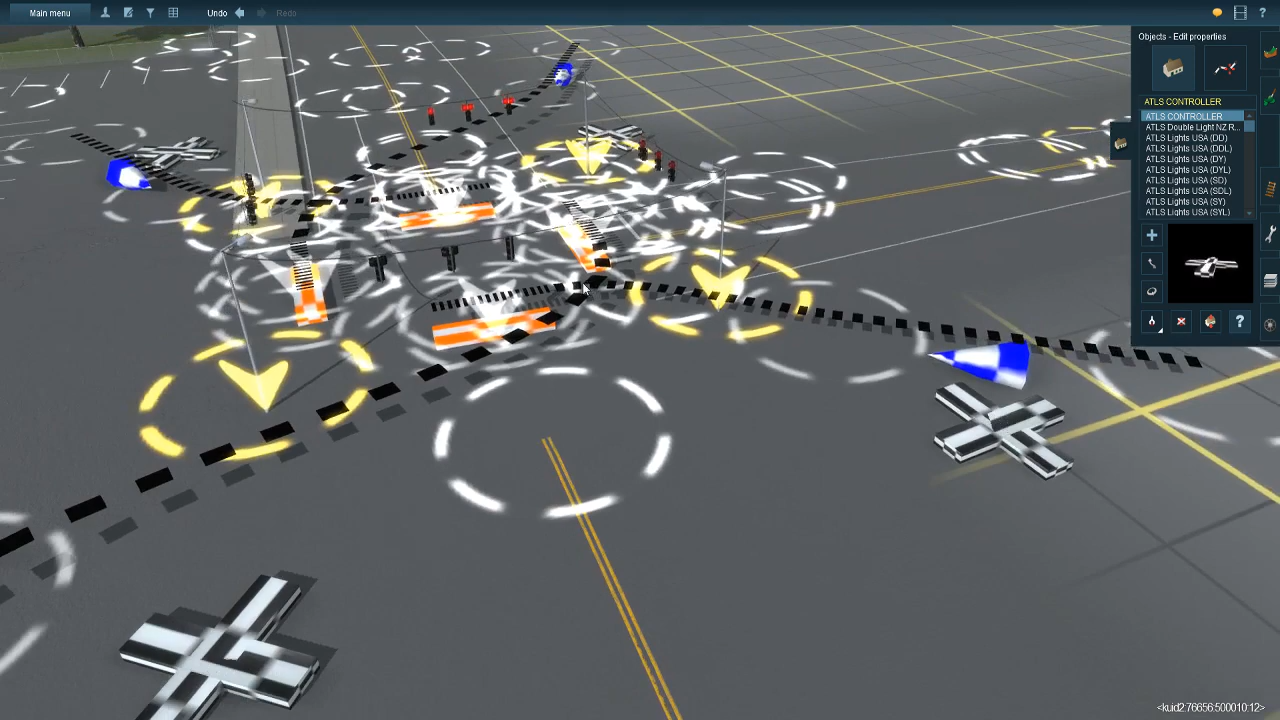 Main menu
Undo
Redo
?
Objects - Edit properties
ATLS CONTROLLER
ATLS CONTROLLER
ATLS Double Light NZ R...
ATLS Lights USA (DD)
ATLS Lights USA (DDL)
ATLS Lights USA (DY)
ATLS Lights USA (DYL)
ATLS Lights USA (SD)
ATLS Lights USA (SDL)
ATLS Lights USA (SY)
ATLS Lights USA (SYL)
?
<kuid2:76656:500010:12>